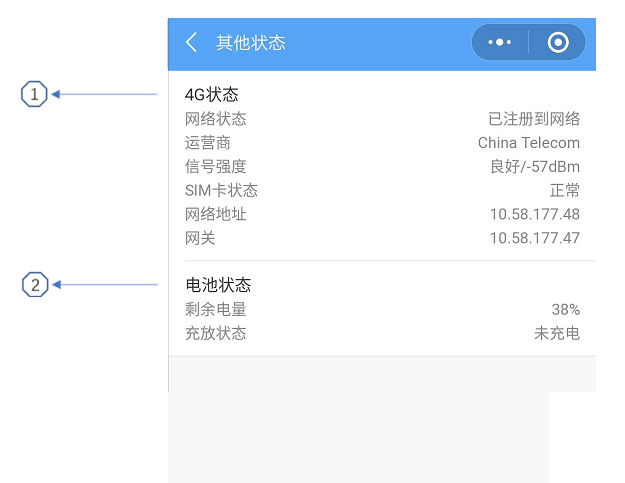 其他状态
1
4G状态
网络状态 已注册到网络
运营商 China Telecom
信号强度 良好/-57dBm
SIM卡状态 正常
网络地址 10.58.177.48
网关 10.58.177.47
2
电池状态
剩余电量 38%
充放状态 未充电